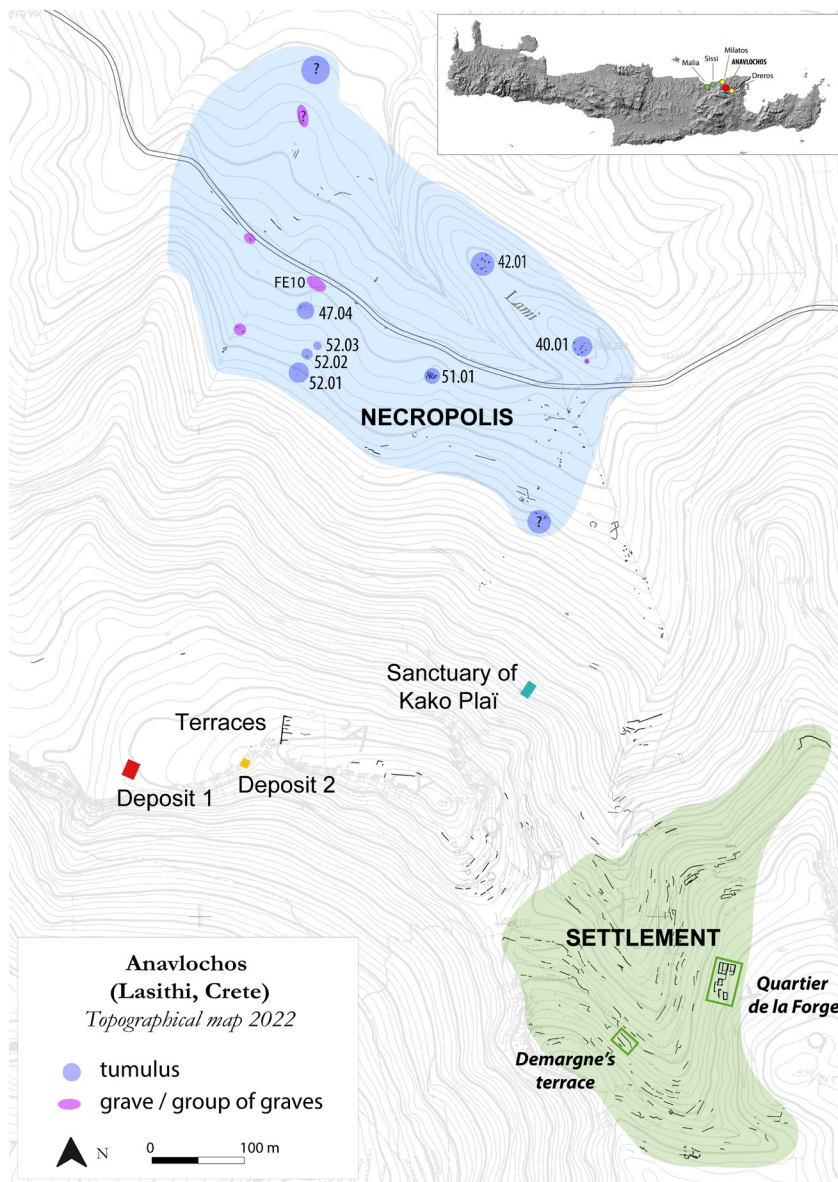 Milatos
Sissi
ANAVLOCHOS
Malia
Dreros
?
?
42.01
Lami
FE10
47.04
40.01
52.03
52.02
51.01
52.01
NECROPOLIS
?
Sanctuary of
Kako Plaï
Terraces
Deposit 2
Deposit 1
SETTLEMENT
Quartier
de la Forge
Demargne's
terrace
Anavlochos
(Lasithi, Crete)
Topographical map 2022
tumulus
grave / group of graves
N 0 100 m